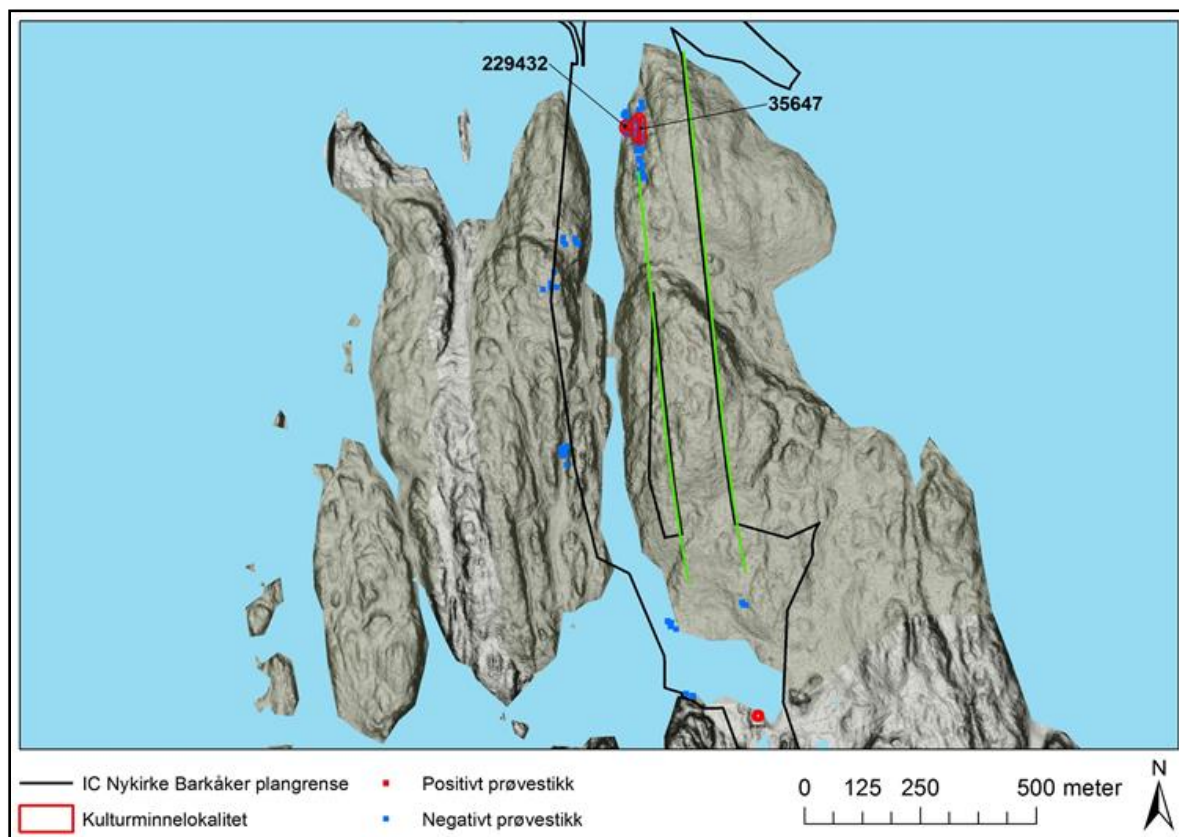 229432
35647
IC Nykirke Barkåker plangrense
Positivt prøvestikk
Kulturminnelokalitet
Negativt prøvestikk
0 125 250 500 meter
N